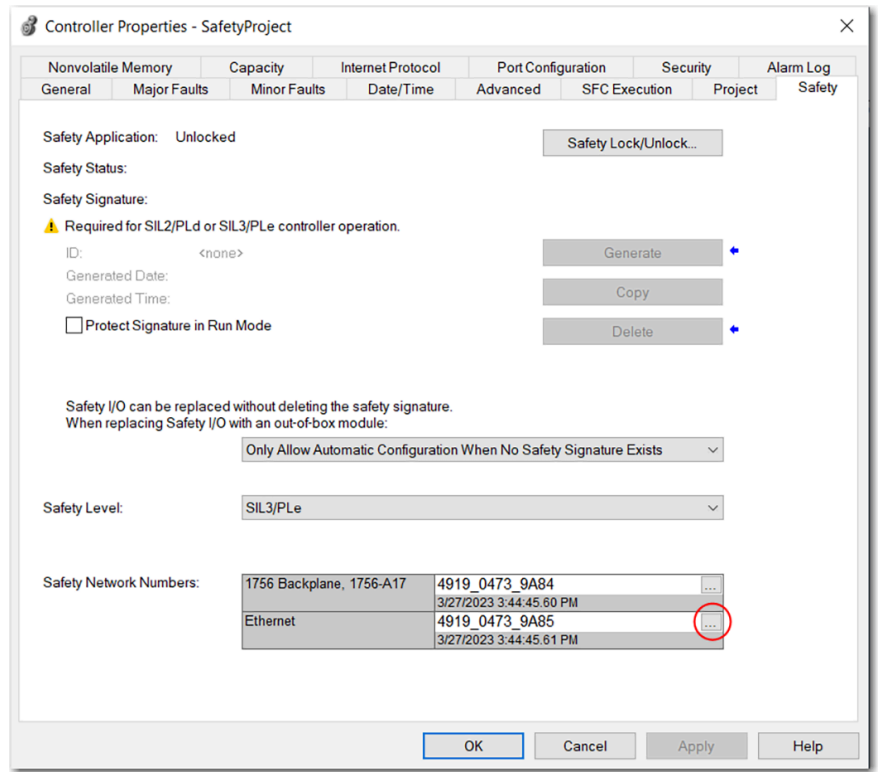 Controller Properties - SafetyProject
Nonvolatile Memory Capacity Internet Protocol Port Configuration Security Alarm Log
General Major Faults Minor Faults Date/Time Advanced SFC Execution Project Safety
Safety Application: Unlocked
Safety Lock/Unlock...
Safety Status:
Safety Signature:
Required for SIL2/PLd or SIL3/PLe controller operation.
ID: <none>
Generate
Generated Date:
Copy
Generated Time:
Protect Signature in Run Mode
Delete
Safety I/O can be replaced without deleting the safety signature.
When replacing Safety I/O with an out-of-box module:
Only Allow Automatic Configuration When No Safety Signature Exists
Safety Level: SIL3/PLe
Safety Network Numbers: 1756 Backplane, 1756-A17 4919_0473_9A84 ...
3/27/2023 3:44:45.60 PM
Ethernet 4919_0473_9A85 ...
3/27/2023 3:44:45.61 PM
OK Cancel Apply Help